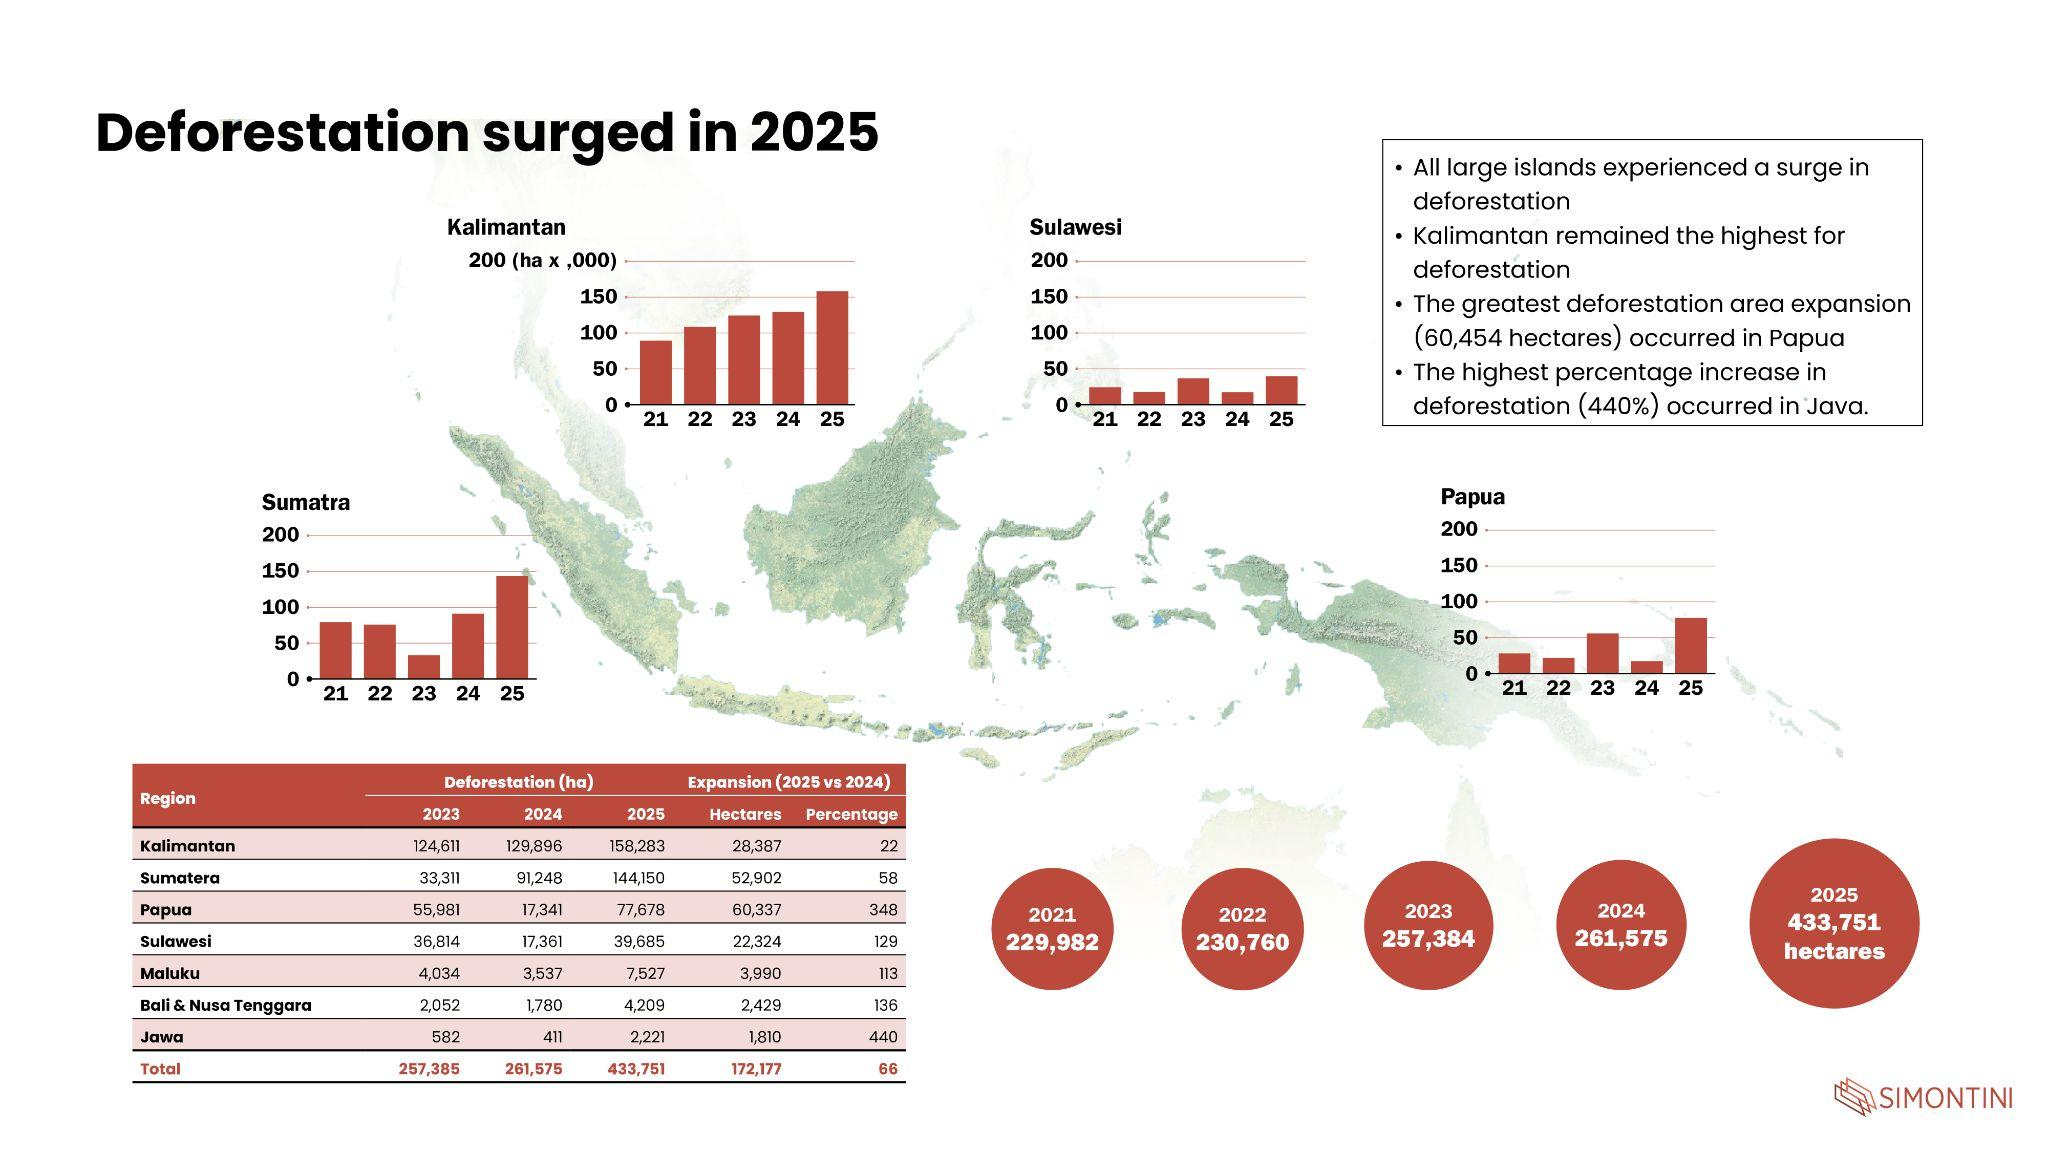 Deforestation surged in 2025
• All large islands experienced a surge in
deforestation
• Kalimantan remained the highest for
deforestation
• The greatest deforestation area expansion
(60,454 hectares) occurred in Papua
• The highest percentage increase in
deforestation (440%) occurred in Java.
Kalimantan
200 (ha x ,000)
150
100
50
0
21 22 23 24 25
Sulawesi
200
150
100
50
0
21 22 23 24 25
Sumatra
200
150
100
50
0
21 22 23 24 25
Papua
200
150
100
50
0
21 22 23 24 25
Region Deforestation (ha) Expansion (2025 vs 2024)
2023 2024 2025 Hectares Percentage
Kalimantan 124,611 129,896 158,283 28,387 22
Sumatera 33,311 91,248 144,150 52,902 58
Papua 55,981 17,341 77,678 60,337 348
Sulawesi 36,814 17,361 39,685 22,324 129
Maluku 4,034 3,537 7,527 3,990 113
Bali & Nusa Tenggara 2,052 1,780 4,209 2,429 136
Jawa 582 411 2,221 1,810 440
Total 257,385 261,575 433,751 172,177 66
2021
229,982
2022
230,760
2023
257,384
2024
261,575
2025
433,751
hectares
SIMONTINI